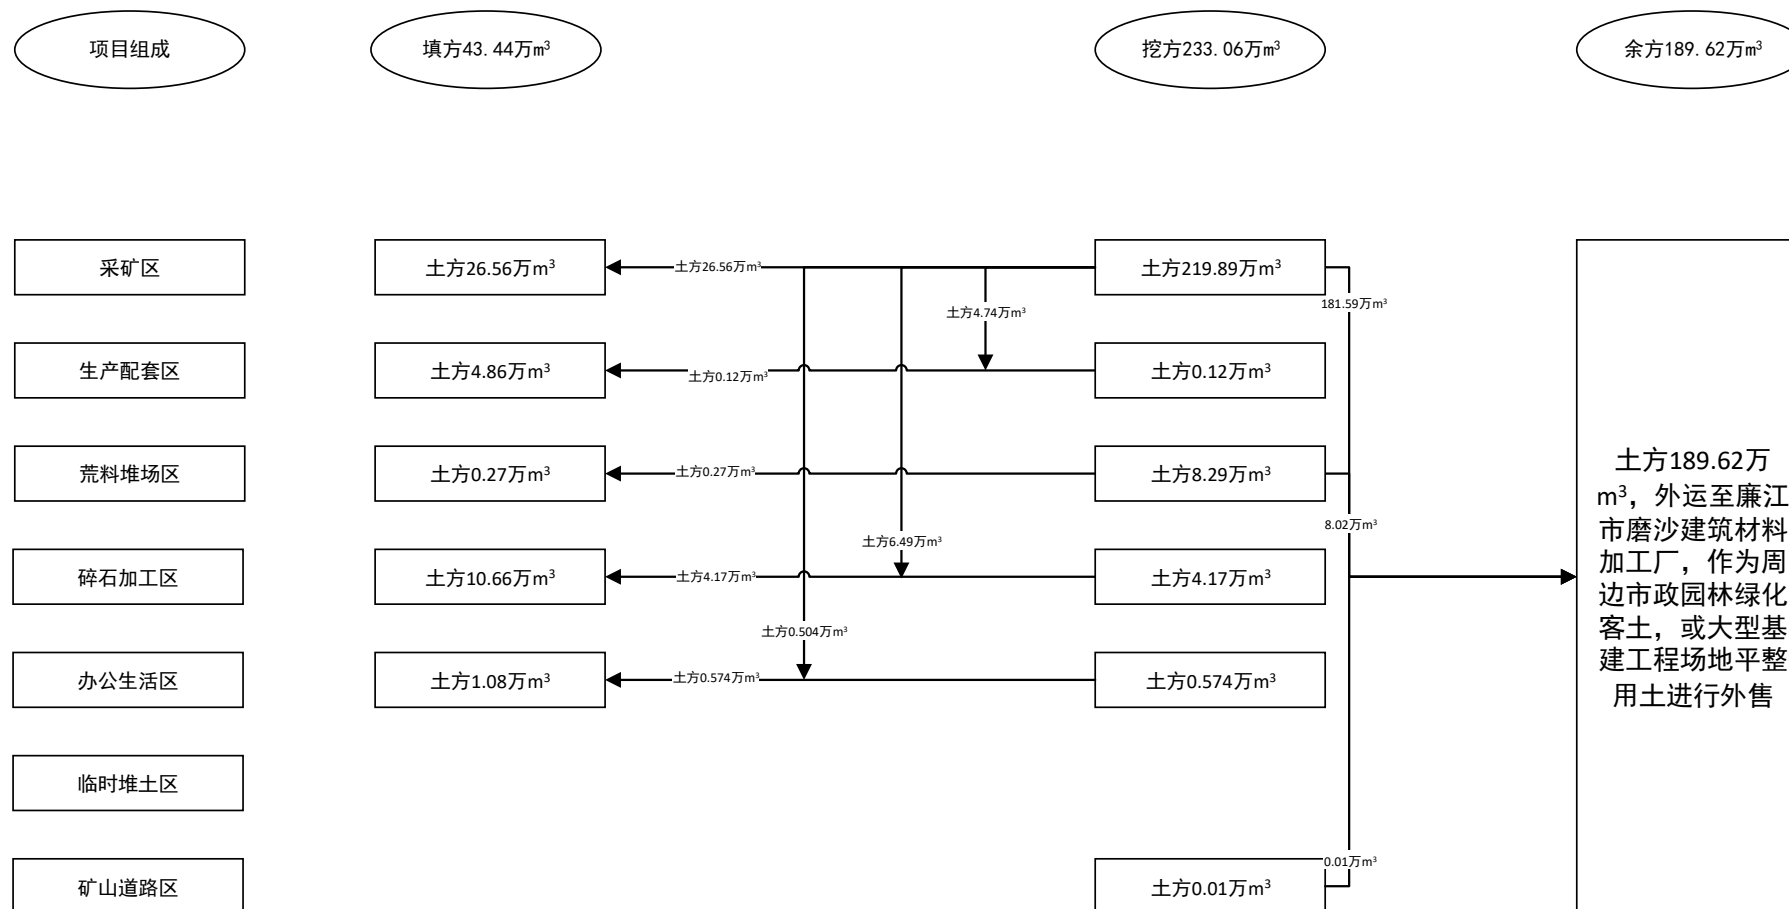 项目组成
填方43.44万m³
挖方233.06万m³
余方189.62万m³
采矿区
土方26.56万m³
土方26.56万m³
土方219.89万m³
181.59万m³
土方4.74万m³
生产配套区
土方4.86万m³
土方0.12万m³
土方0.12万m³
荒料堆场区
土方0.27万m³
土方0.27万m³
土方8.29万m³
8.02万m³
土方6.49万m³
碎石加工区
土方10.66万m³
土方4.17万m³
土方4.17万m³
土方0.504万m³
办公生活区
土方1.08万m³
土方0.574万m³
土方0.574万m³
临时堆土区
矿山道路区
土方0.01万m³
0.01万m³
土方189.62万
m³，外运至廉江
市磨沙建筑材料
加工厂，作为周
边市政园林绿化
客土，或大型基
建工程场地平整
用土进行外售